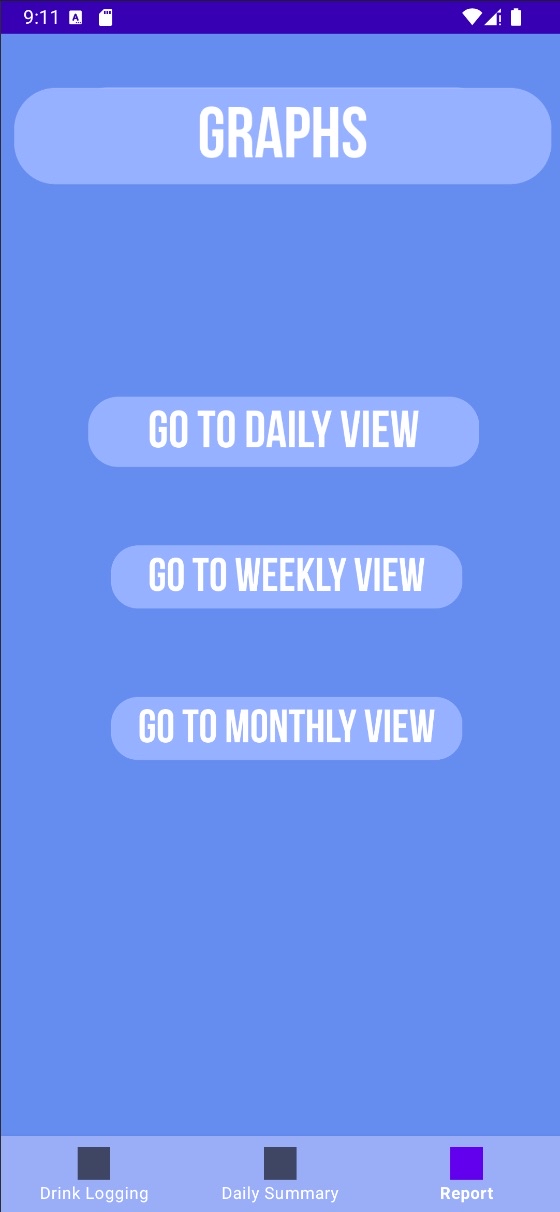 9:11
GRAPHS
GO TO DAILY VIEW
GO TO WEEKLY VIEW
GO TO MONTHLY VIEW
Drink Logging
Daily Summary
Report